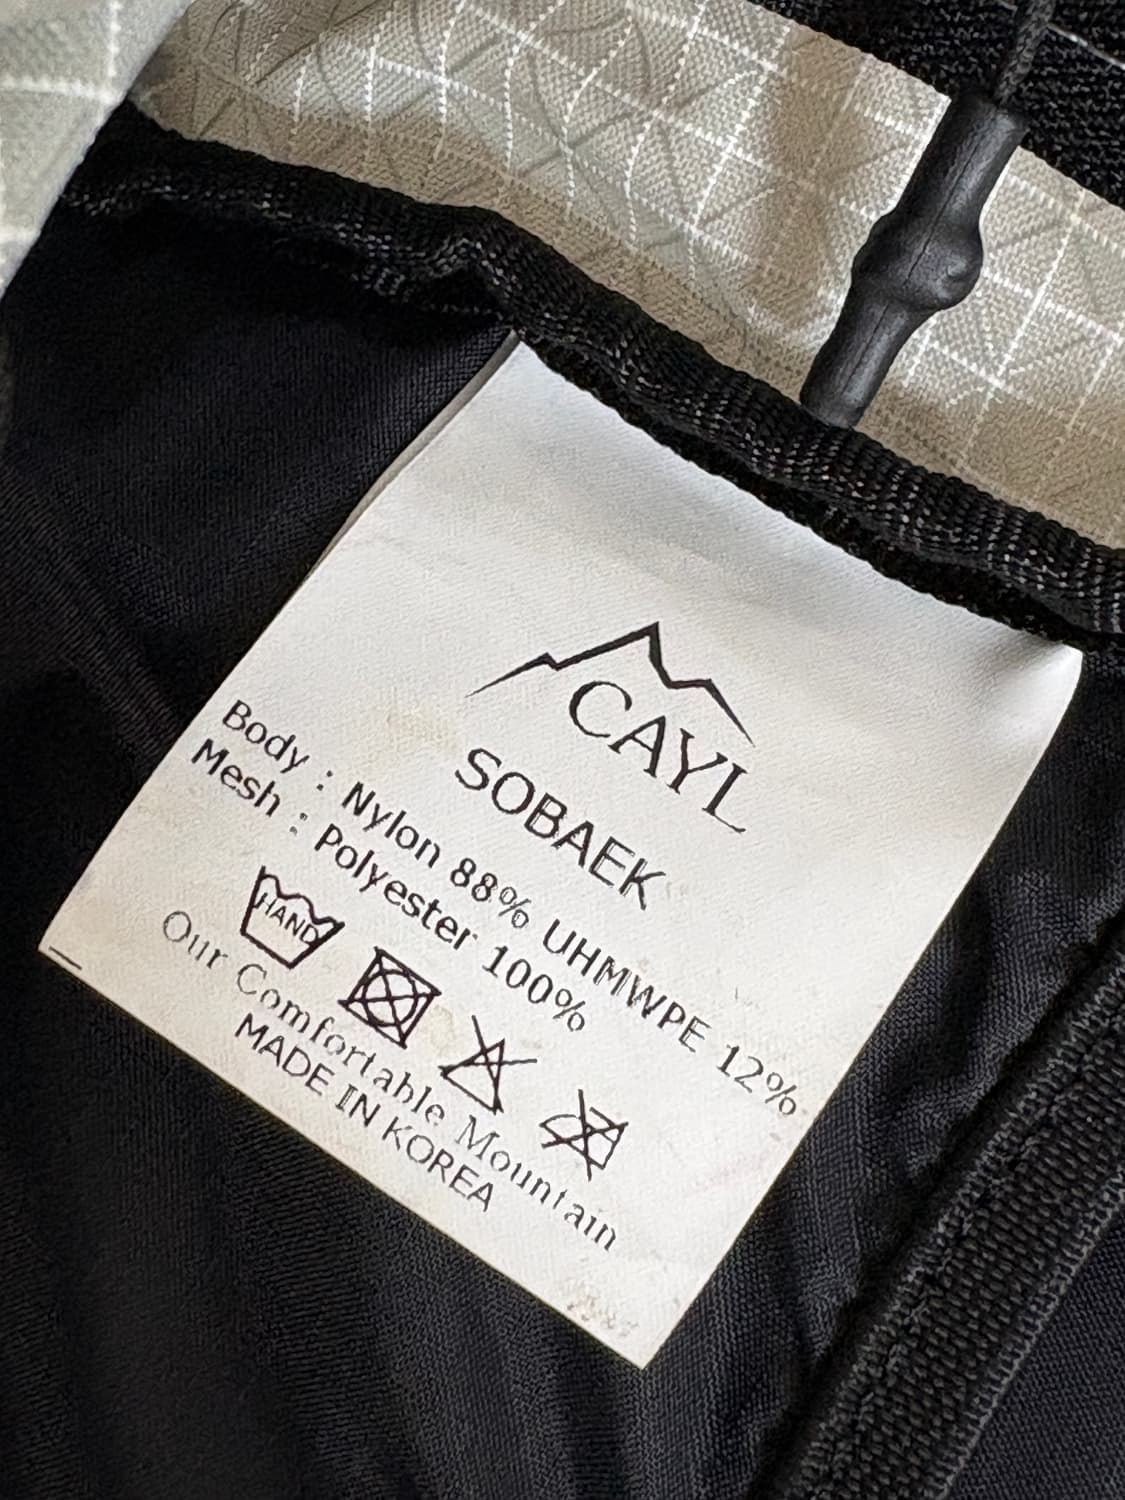 CAYL
SOBAEK
Body : Nylon 88% UHMWPE 12%
Mesh : Polyester 100%
HAND
Our Comfortable Mountain
MADE IN KOREA